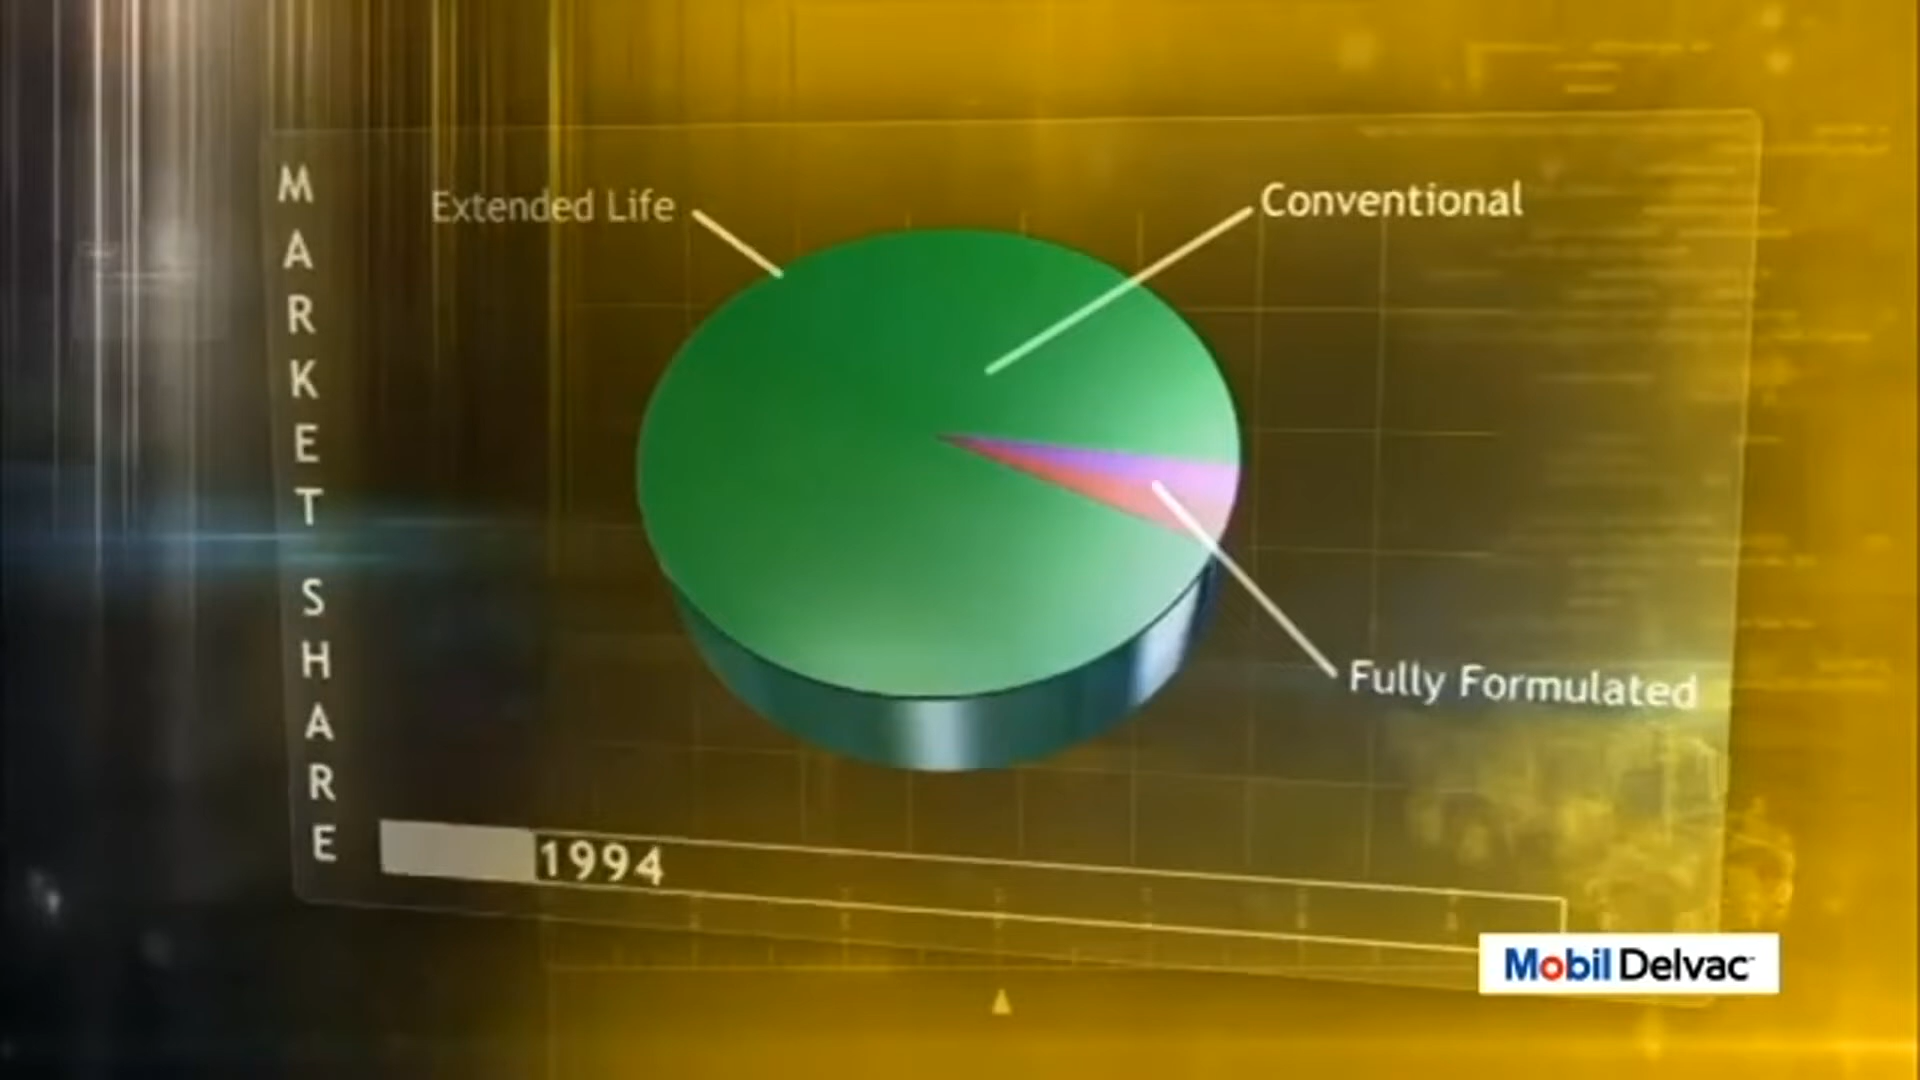 MARKET SHARE
Extended Life
Conventional
Fully Formulated
1994
Mobil Delvac